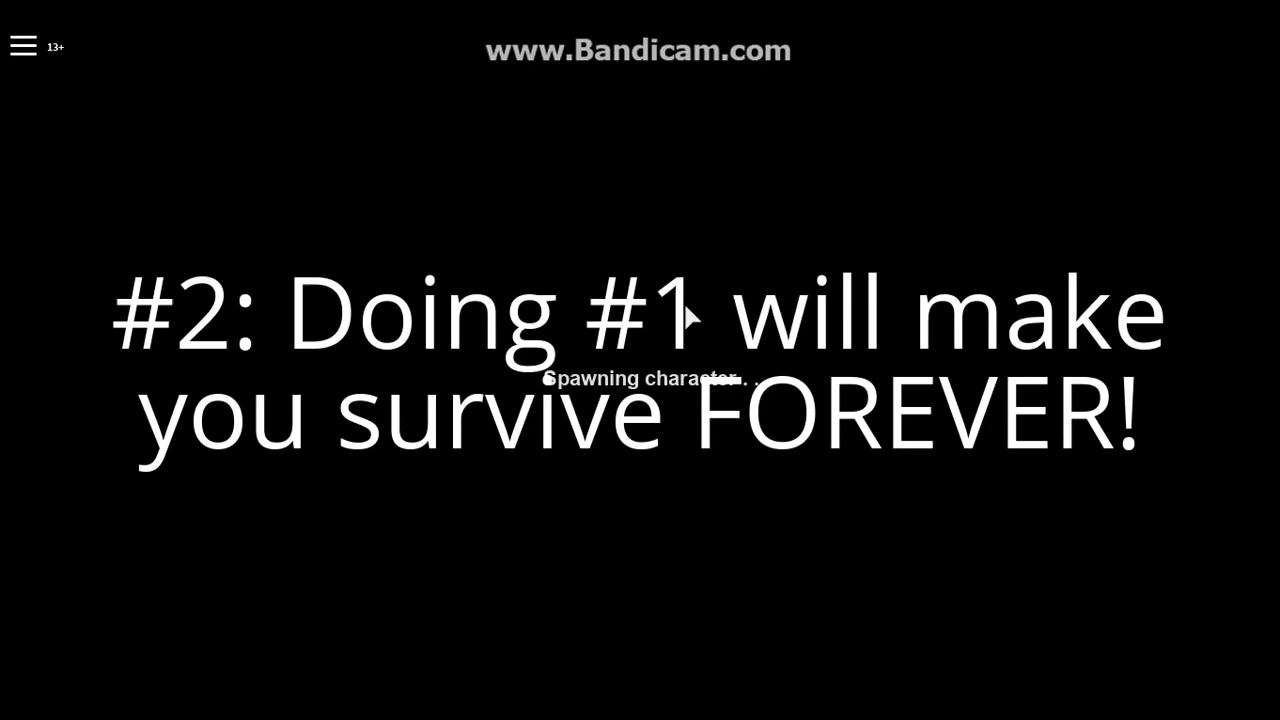 13+
www.Bandicam.com
#2: Doing #1 will make
Spawning character . .
you survive FOREVER!